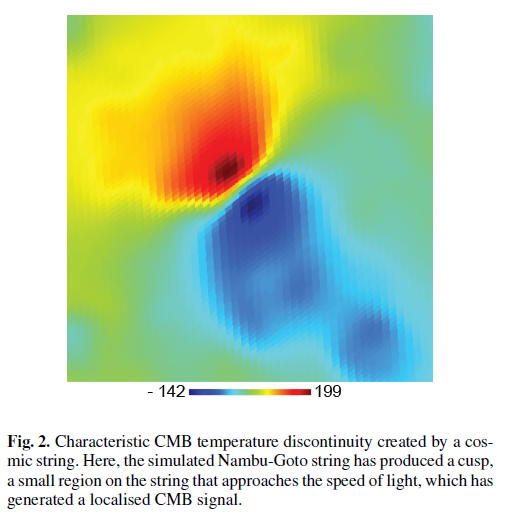 - 142 199
Fig. 2. Characteristic CMB temperature discontinuity created by a cos-
mic string. Here, the simulated Nambu-Goto string has produced a cusp,
a small region on the string that approaches the speed of light, which has
generated a localised CMB signal.